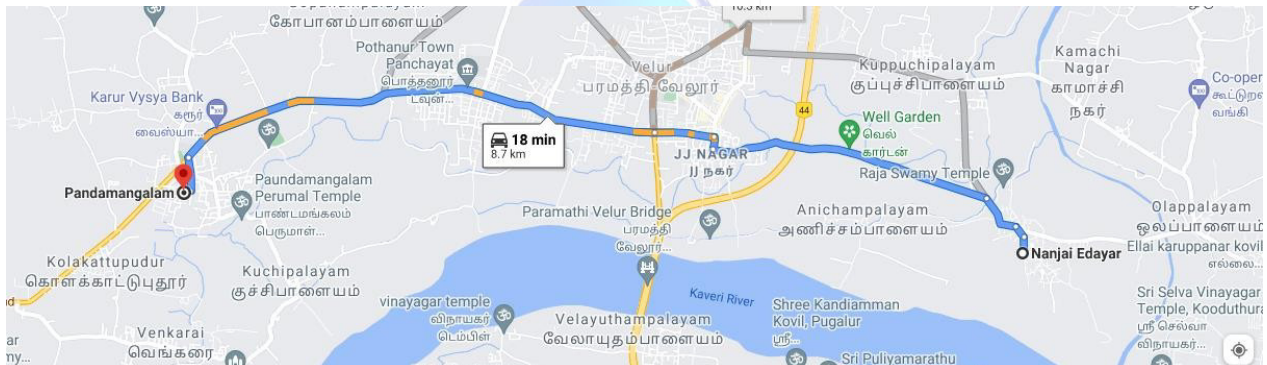 கோபானம்பாளையம்
10.3 km
Pothanur Town
Panchayat
பொத்தனூர்
டவுன்...
Velur
பரமத்தி-வேலூர்
Kuppuchipalayam
குப்புச்சிபாளையம்
Kamachi
Nagar
காமாச்சி
நகர்
Co-oper
கூட்டுற
வங்கி
Karur Vysya Bank
கரூர்
வைஸ்யா...
44
Well Garden
வெல்
கார்டன்
18 min
8.7 km
JJ NAGAR
JJ நகர்
Raja Swamy Temple
Pandamangalam
Paundamangalam
Perumal Temple
பாண்டமங்கலம்
பெருமாள்...
Paramathi Velur Bridge
பரமத்தி
வேலூர்...
Anichampalayam
அணிச்சம்பாளையம்
Olappalayam
ஒலப்பாளையம்
Nanjai Edayar
Ellai karuppanar kovil
எல்லை...
Kolakattupudur
கொளக்காட்டுபுதூர்
Kuchipalayam
குச்சிபாளையம்
Kaveri River
vinayagar temple
விநாயகர்
டெம்பிள்
Velayuthampalayam
வேலாயுதம்பாளையம்
Shree Kandiamman
Kovil, Pugalur
ஸ்ரீ...
Sri Selva Vinayagar
Temple, Kooduthura
ஸ்ரீ செல்வா
விநாயகர்...
Venkarai
வெங்கரை
Sri Puliyamarathu